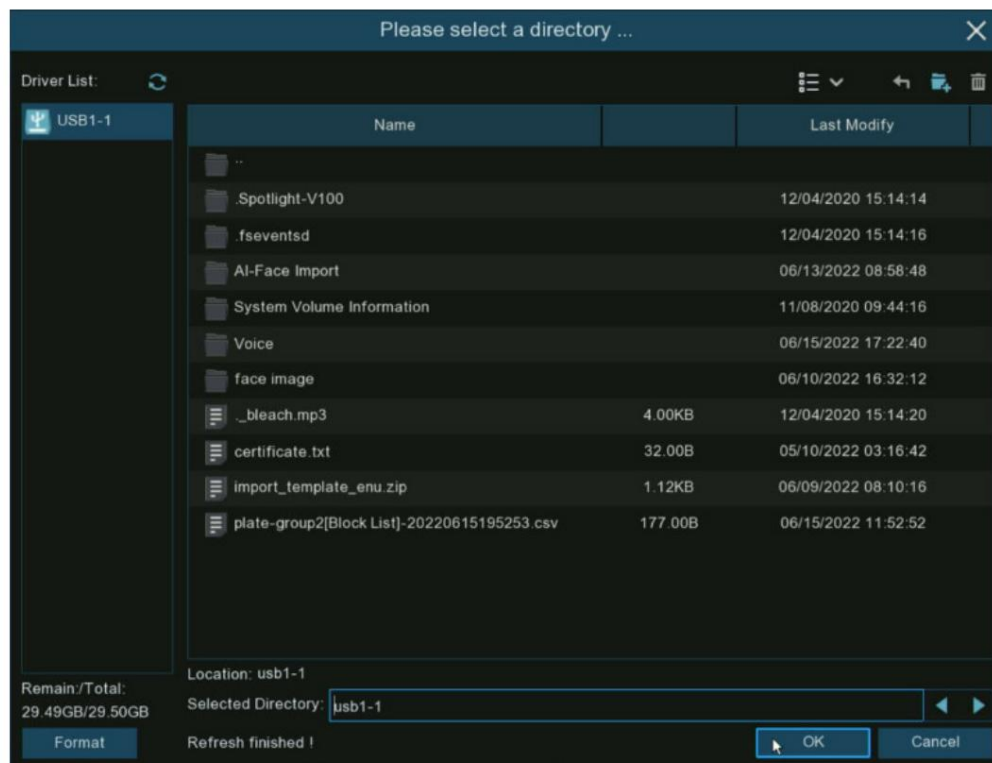 Please select a directory ...
Driver List:
USB1-1
Name
Last Modify
..
.Spotlight-V100 12/04/2020 15:14:14
.fseventsd 12/04/2020 15:14:16
AI-Face Import 06/13/2022 08:58:48
System Volume Information 11/08/2020 09:44:16
Voice 06/15/2022 17:22:40
face image 06/10/2022 16:32:12
._bleach.mp3 4.00KB 12/04/2020 15:14:20
certificate.txt 32.00B 05/10/2022 03:16:42
import_template_enu.zip 1.12KB 06/09/2022 08:10:16
plate-group2[Block List]-20220615195253.csv 177.00B 06/15/2022 11:52:52
Location: usb1-1
Remain:/Total:
29.49GB/29.50GB
Selected Directory: usb1-1
Format
Refresh finished !
OK
Cancel